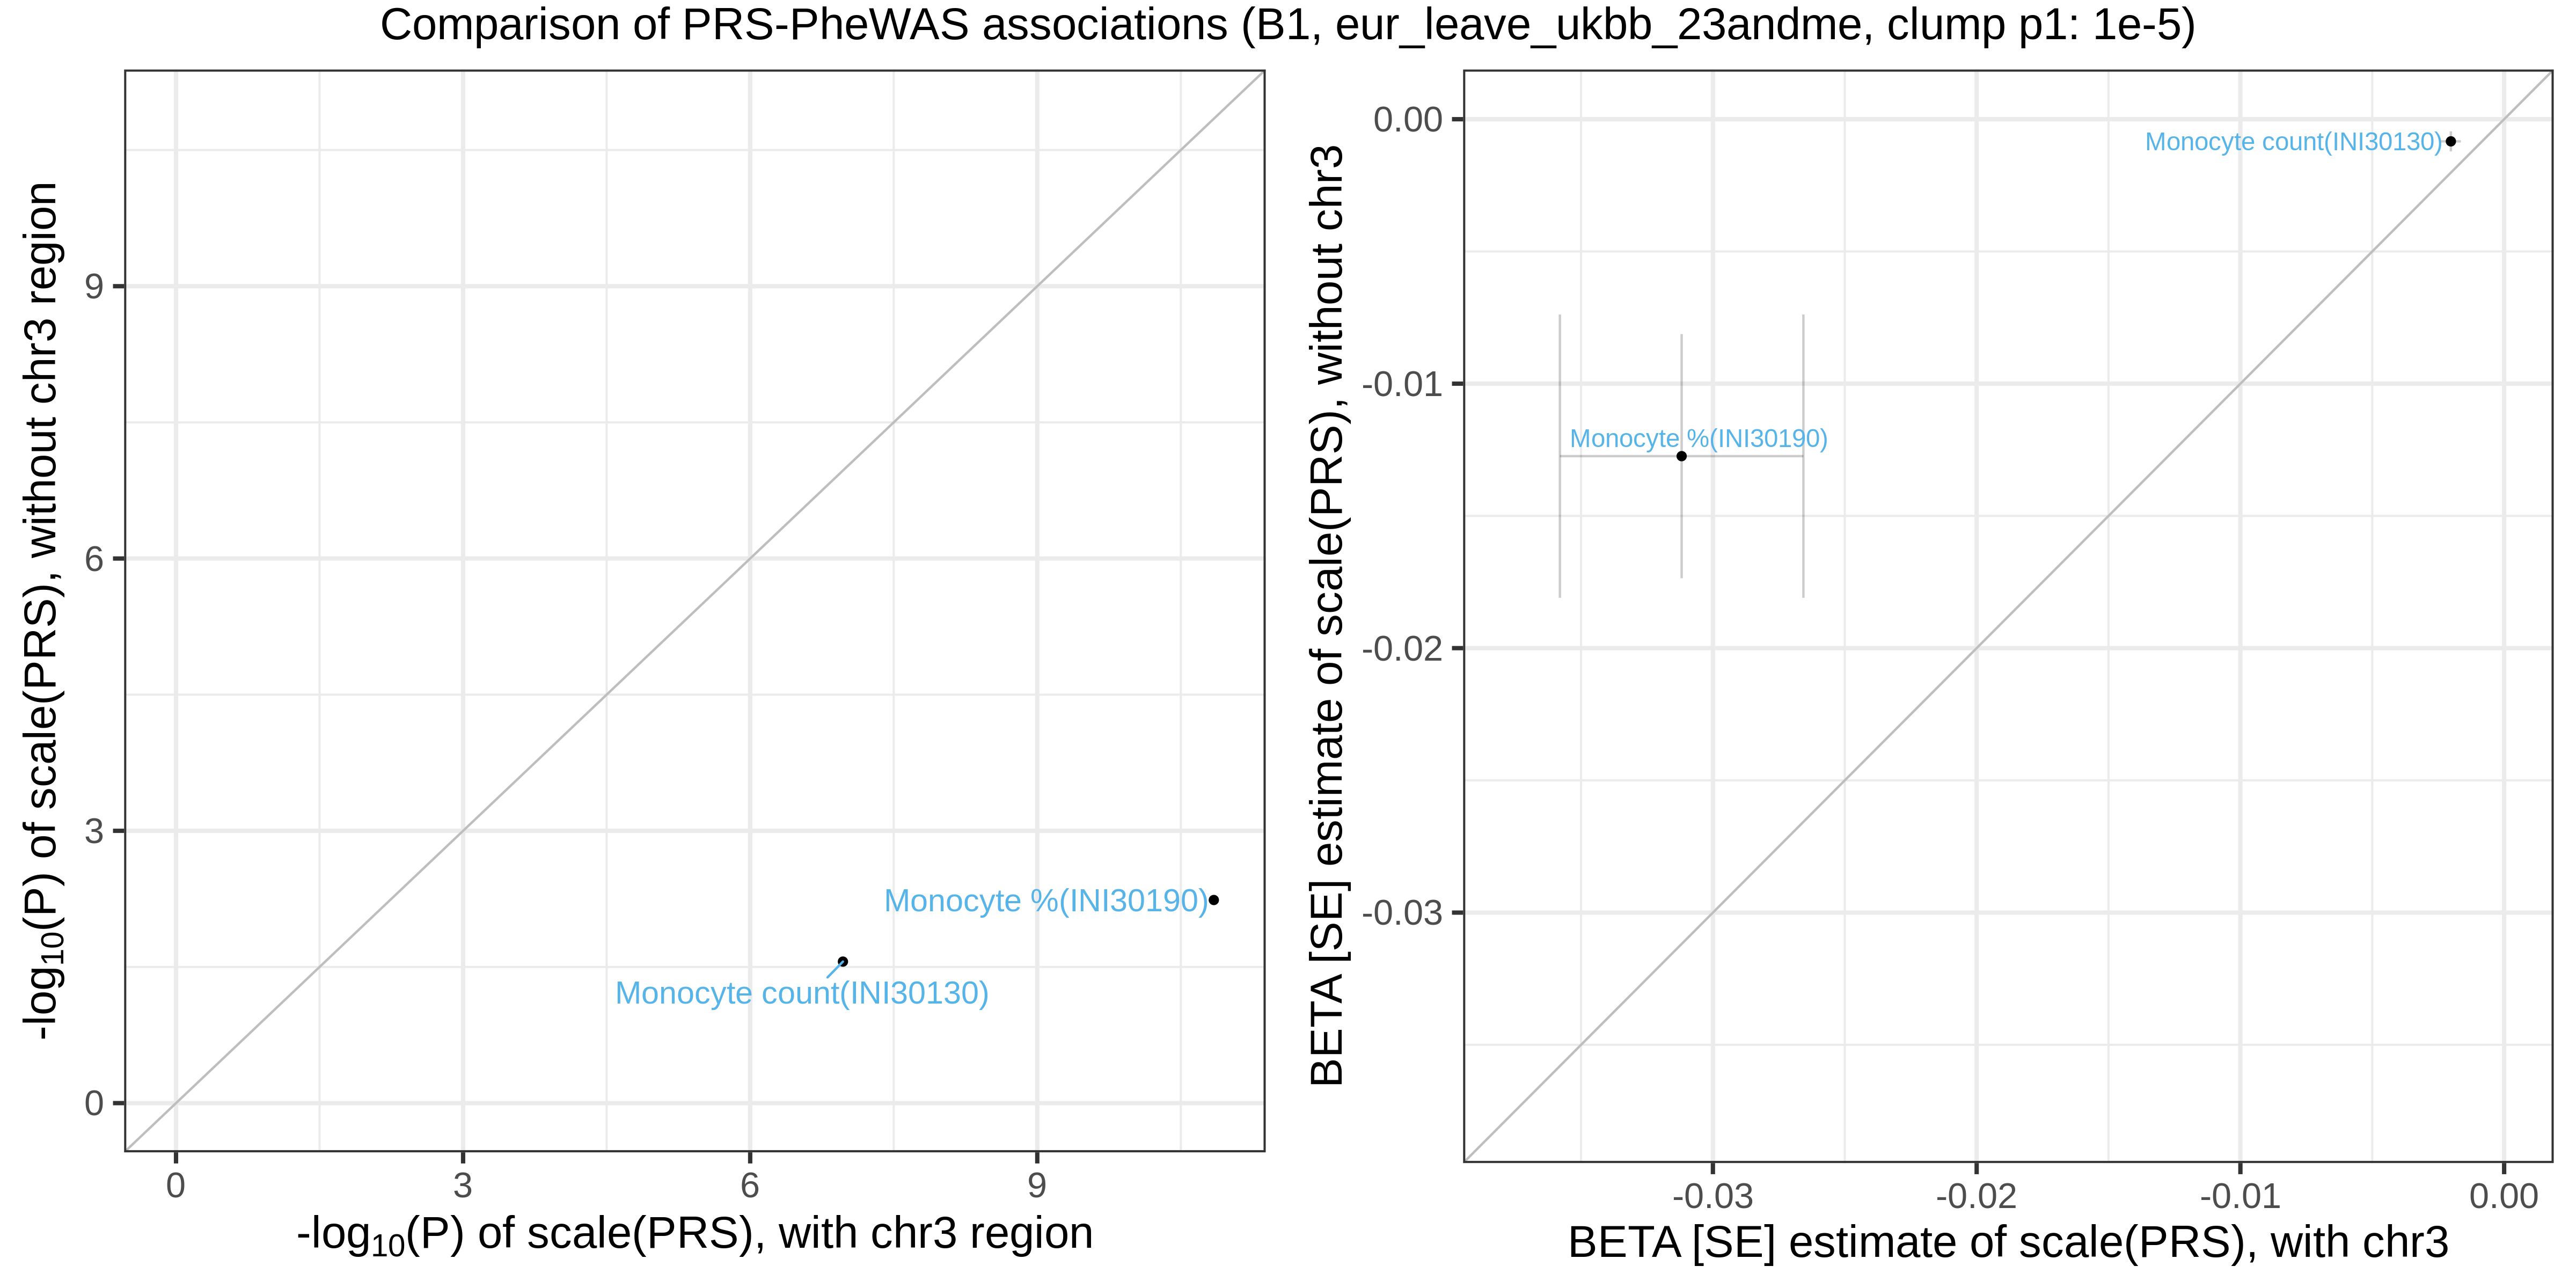 Comparison of PRS-PheWAS associations (B1, eur_leave_ukbb_23andme, clump p1: 1e-5)
-log10(P) of scale(PRS), without chr3 region
9
6
3
0
Monocyte %(INI30190)
Monocyte count(INI30130)
0 3 6 9
-log10(P) of scale(PRS), with chr3 region
BETA [SE] estimate of scale(PRS), without chr3
0.00
-0.01
-0.02
-0.03
Monocyte count(INI30130)
Monocyte %(INI30190)
-0.03 -0.02 -0.01 0.00
BETA [SE] estimate of scale(PRS), with chr3